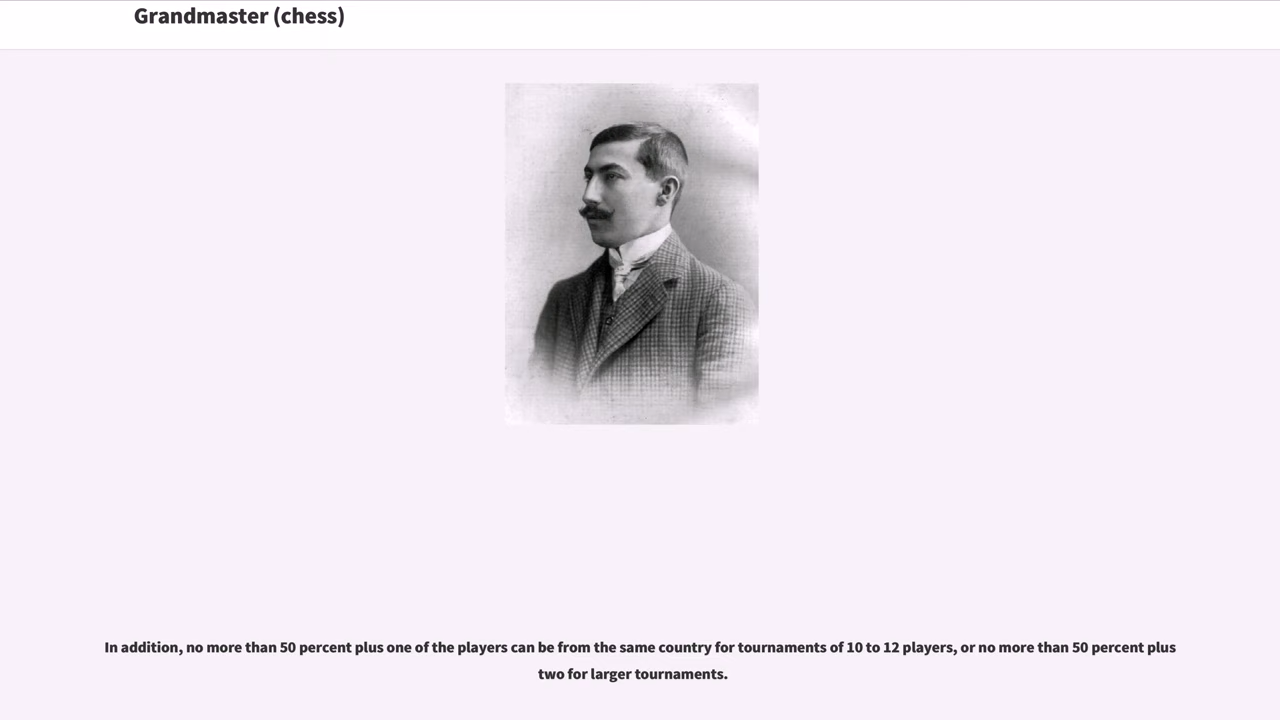 Grandmaster (chess)
In addition, no more than 50 percent plus one of the players can be from the same country for tournaments of 10 to 12 players, or no more than 50 percent plus
two for larger tournaments.